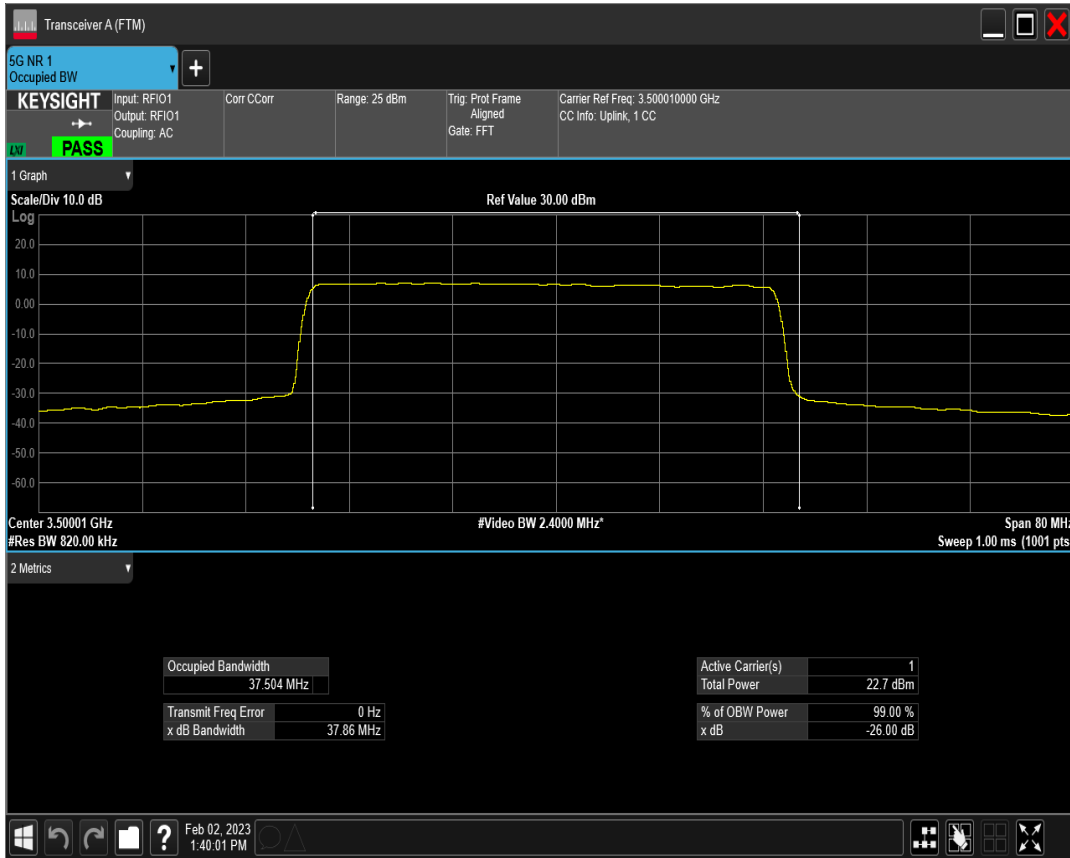 Transceiver A (FTM)
5G NR 1
Occupied BW
+
KEYSIGHT
LXI
PASS
Input: RFIO1
Output: RFIO1
Coupling: AC
Corr CCorr
Range: 25 dBm
Trig: Prot Frame
Aligned
Gate: FFT
Carrier Ref Freq: 3.500010000 GHz
CC Info: Uplink, 1 CC
1 Graph
Scale/Div 10.0 dB
Ref Value 30.00 dBm
Log
20.0
10.0
0.00
-10.0
-20.0
-30.0
-40.0
-50.0
-60.0
Center 3.50001 GHz
#Video BW 2.4000 MHz*
Span 80 MHz
#Res BW 820.00 kHz
Sweep 1.00 ms (1001 pts
2 Metrics
Occupied Bandwidth
37.504 MHz
Transmit Freq Error 0 Hz
x dB Bandwidth 37.86 MHz
Active Carrier(s) 1
Total Power 22.7 dBm
% of OBW Power 99.00 %
x dB -26.00 dB
?
Feb 02, 2023
1:40:01 PM